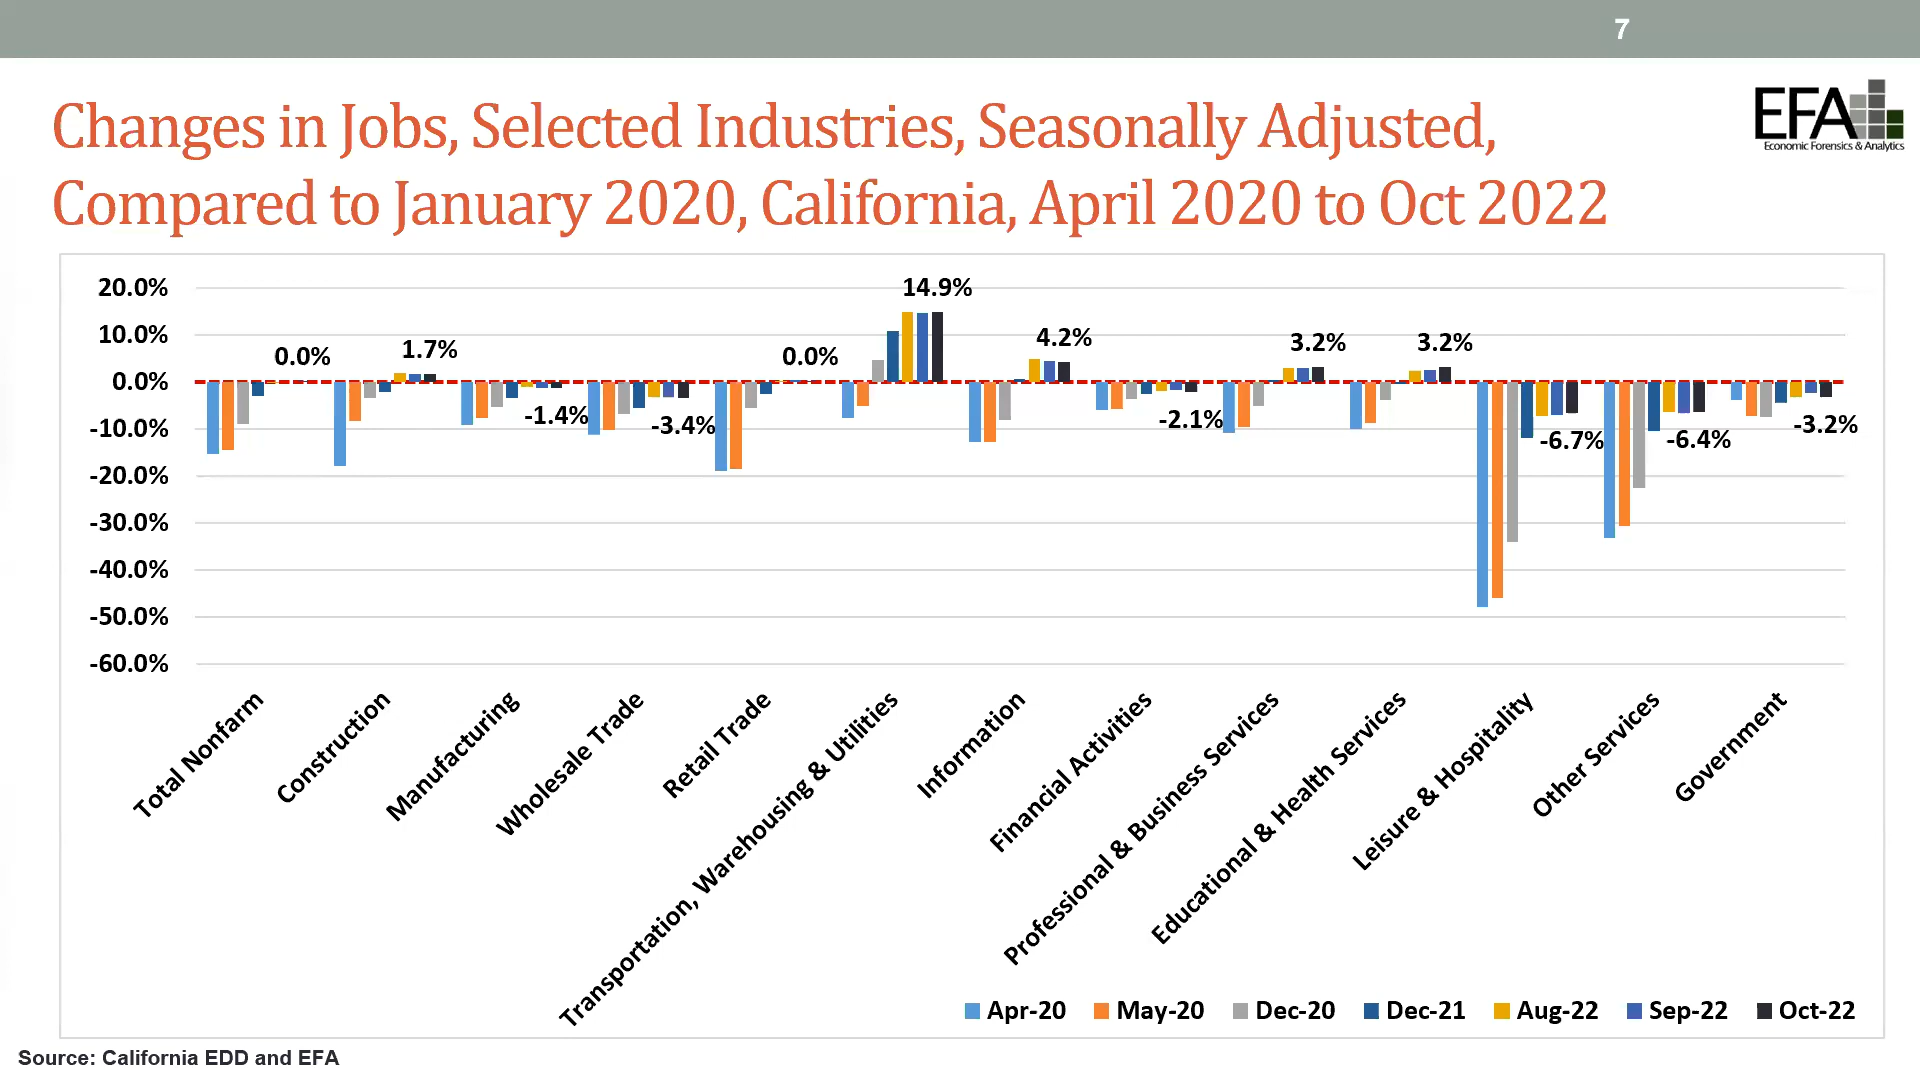 7
Changes in Jobs, Selected Industries, Seasonally Adjusted,
Compared to January 2020, California, April 2020 to Oct 2022
EFA
Economic Forensics & Analytics
20.0%
10.0%
0.0%
-10.0%
-20.0%
-30.0%
-40.0%
-50.0%
-60.0%
0.0%
1.7%
-1.4%
-3.4%
0.0%
14.9%
4.2%
-2.1%
3.2%
3.2%
-6.7%
-6.4%
-3.2%
Total Nonfarm
Construction
Manufacturing
Wholesale Trade
Retail Trade
Transportation, Warehousing & Utilities
Information
Financial Activities
Professional & Business Services
Educational & Health Services
Leisure & Hospitality
Other Services
Government
Apr-20 May-20 Dec-20 Dec-21 Aug-22 Sep-22 Oct-22
Source: California EDD and EFA